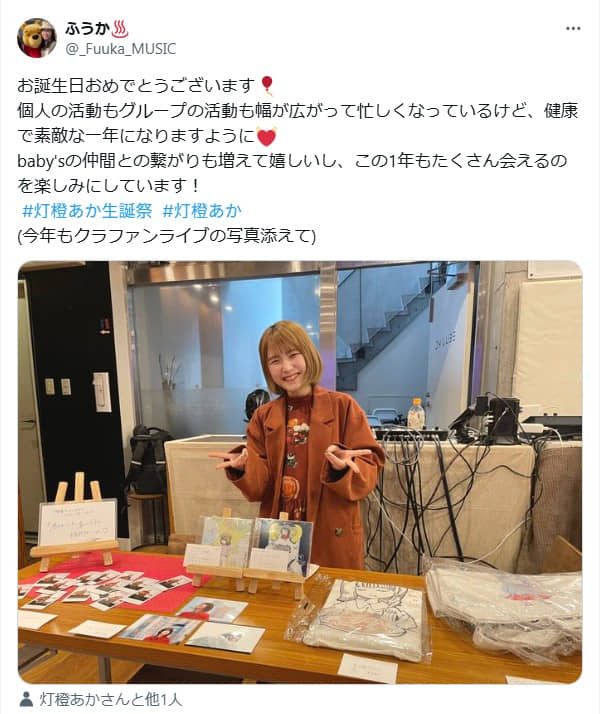 ふうか♨
@_Fuuka_MUSIC
お誕生日おめでとうございます🎈
個人の活動もグループの活動も幅が広がって忙しくなっているけど、健康
で素敵な一年になりますように💓
baby'sの仲間との繋がりも増えて嬉しいし、この1年もたくさん会えるの
を楽しみにしています！
#灯橙あか生誕祭 #灯橙あか
(今年もクラファンライブの写真添えて)
灯橙あかさんと他1人